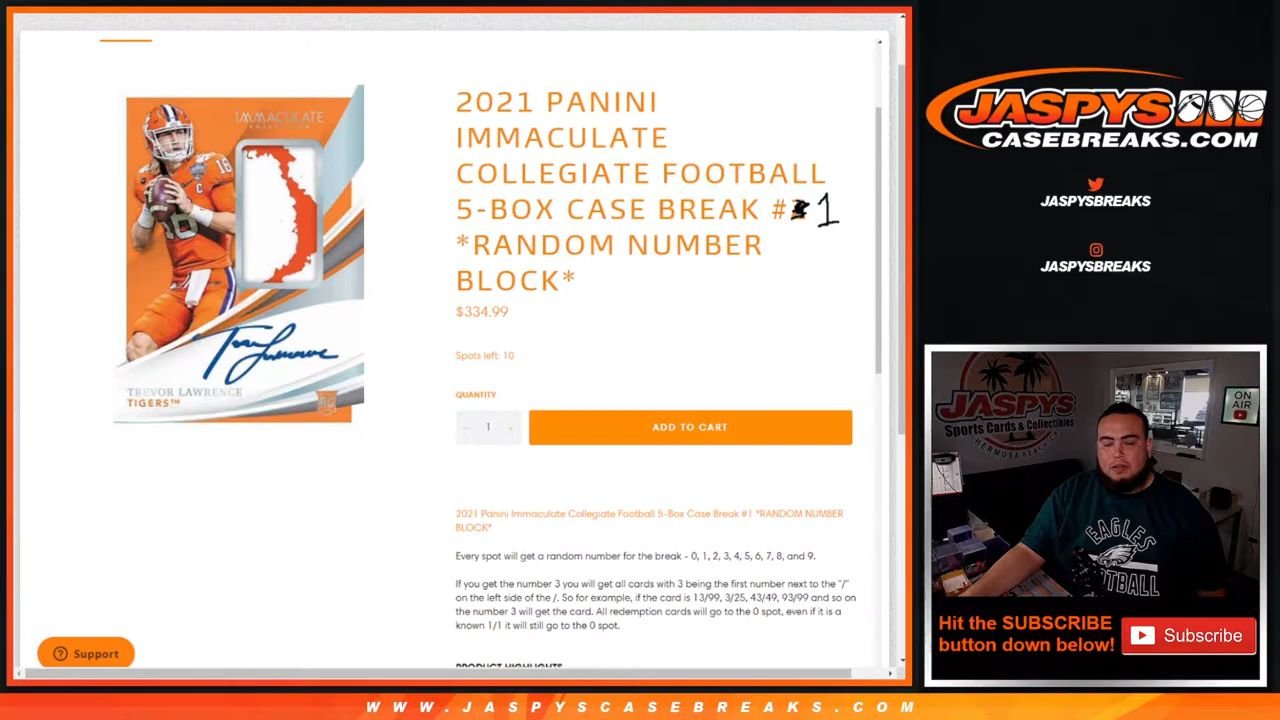 IMMACULATE
TREVOR LAWRENCE
TIGERS™
2021 PANINI
IMMACULATE
COLLEGIATE FOOTBALL
5-BOX CASE BREAK # 1
*RANDOM NUMBER
BLOCK*
$334.99
Spots left: 10
QUANTITY
1
ADD TO CART
2021 Panini Immaculate Collegiate Football 5-Box Case Break #1 *RANDOM NUMBER
BLOCK*
Every spot will get a random number for the break - 0, 1, 2, 3, 4, 5, 6, 7, 8, and 9.
If you get the number 3 you will get all cards with 3 being the first number next to the "/"
on the left side of the /. So for example, if the card is 13/99, 3/25, 43/49, 93/99 and so on
the number 3 will get the card. All redemption cards will go to the 0 spot, even if it is a
known 1/1 it will still go to the 0 spot.
PRODUCT HIGHLIGHTS
Support
JASPYS
CASEBREAKS.COM
JASPYSBREAKS
JASPYSBREAKS
JASPYS
Sports Cards & Collectibles
HERMOSA BEACH
ON
AIR
EAGLES
Hit the SUBSCRIBE
button down below!
Subscribe
WWW.JASPYSCASEBREAKS.COM